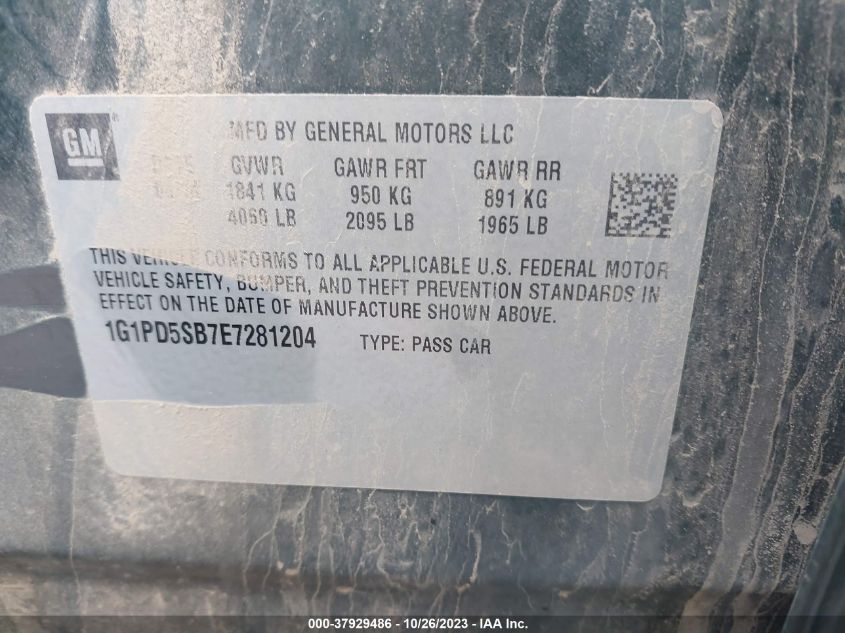 GM
MFD BY GENERAL MOTORS LLC
GVWR GAWR FRT GAWR RR
1841 KG 950 KG 891 KG
4060 LB 2095 LB 1965 LB
THIS VEHICLE CONFORMS TO ALL APPLICABLE U.S. FEDERAL MOTOR
VEHICLE SAFETY, BUMPER, AND THEFT PREVENTION STANDARDS IN
EFFECT ON THE DATE OF MANUFACTURE SHOWN ABOVE.
1G1PD5SB7E7281204 TYPE: PASS CAR
000-37929486 - 10/26/2023 - IAA Inc.